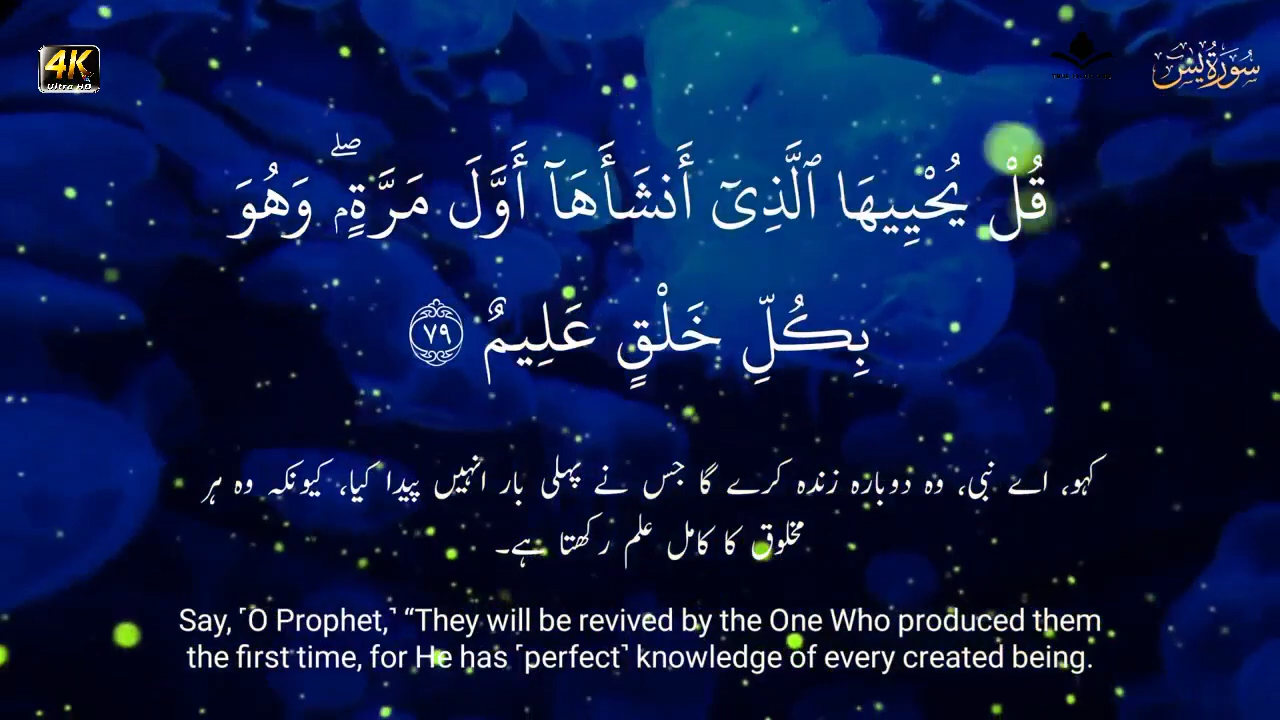 4K
Ultra HD
سُورَةُ يسٓ
قُلْ يُحْيِيهَا ٱلَّذِىٓ أَنشَأَهَآ أَوَّلَ مَرَّةٍۢ ۖ وَهُوَ
بِكُلِّ خَلْقٍ عَلِيمٌ ٧٩
کہو، اے نبی، وہ دوبارہ زندہ کرے گا جس نے پہلی بار انہیں پیدا کیا، کیونکہ وہ ہر
مخلوق کا کامل علم رکھتا ہے۔
Say, ˹O Prophet,˺ “They will be revived by the One Who produced them
the first time, for He has ˹perfect˺ knowledge of every created being.